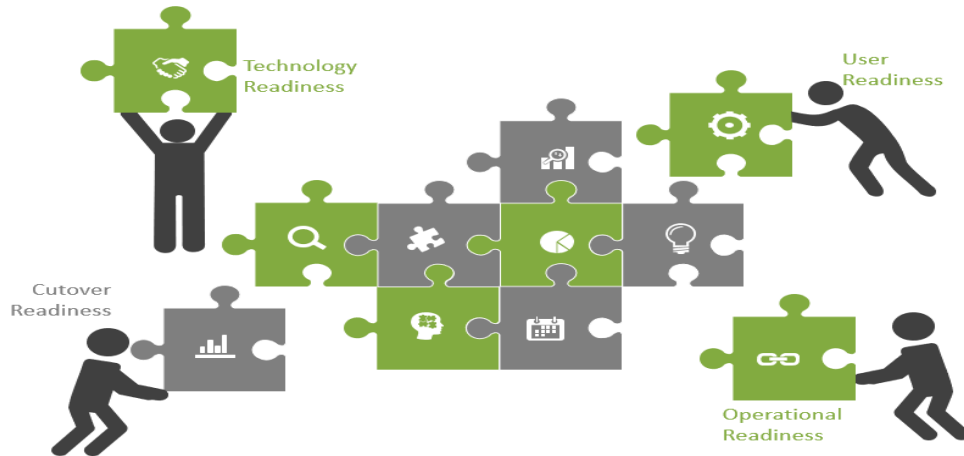 Technology
Readiness
User
Readiness
Cutover
Readiness
Operational
Readiness